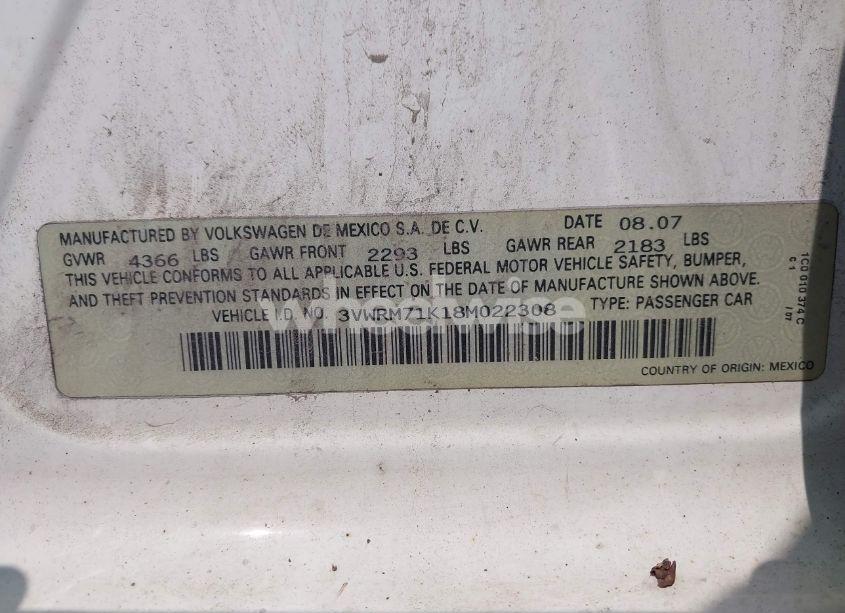 MANUFACTURED BY VOLKSWAGEN DE MEXICO S.A. DE C.V. DATE 08.07
GVWR 4366 LBS GAWR FRONT 2293 LBS GAWR REAR 2183 LBS
THIS VEHICLE CONFORMS TO ALL APPLICABLE U.S. FEDERAL MOTOR VEHICLE SAFETY, BUMPER,
AND THEFT PREVENTION STANDARDS IN EFFECT ON THE DATE OF MANUFACTURE SHOWN ABOVE.
VEHICLE I.D. NO. 3VWRM71K18M022308 TYPE: PASSENGER CAR
COUNTRY OF ORIGIN: MEXICO
1C0 010 374 C
C 1 / 07
wheelwise